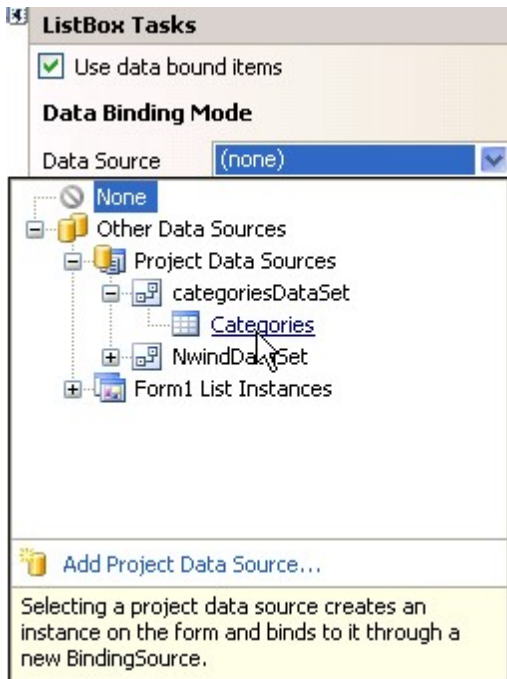 ListBox Tasks
Use data bound items
Data Binding Mode
Data Source (none)
None
Other Data Sources
Project Data Sources
categoriesDataSet
Categories
NwindDataSet
Form1 List Instances
Add Project Data Source...
Selecting a project data source creates an
instance on the form and binds to it through a
new BindingSource.